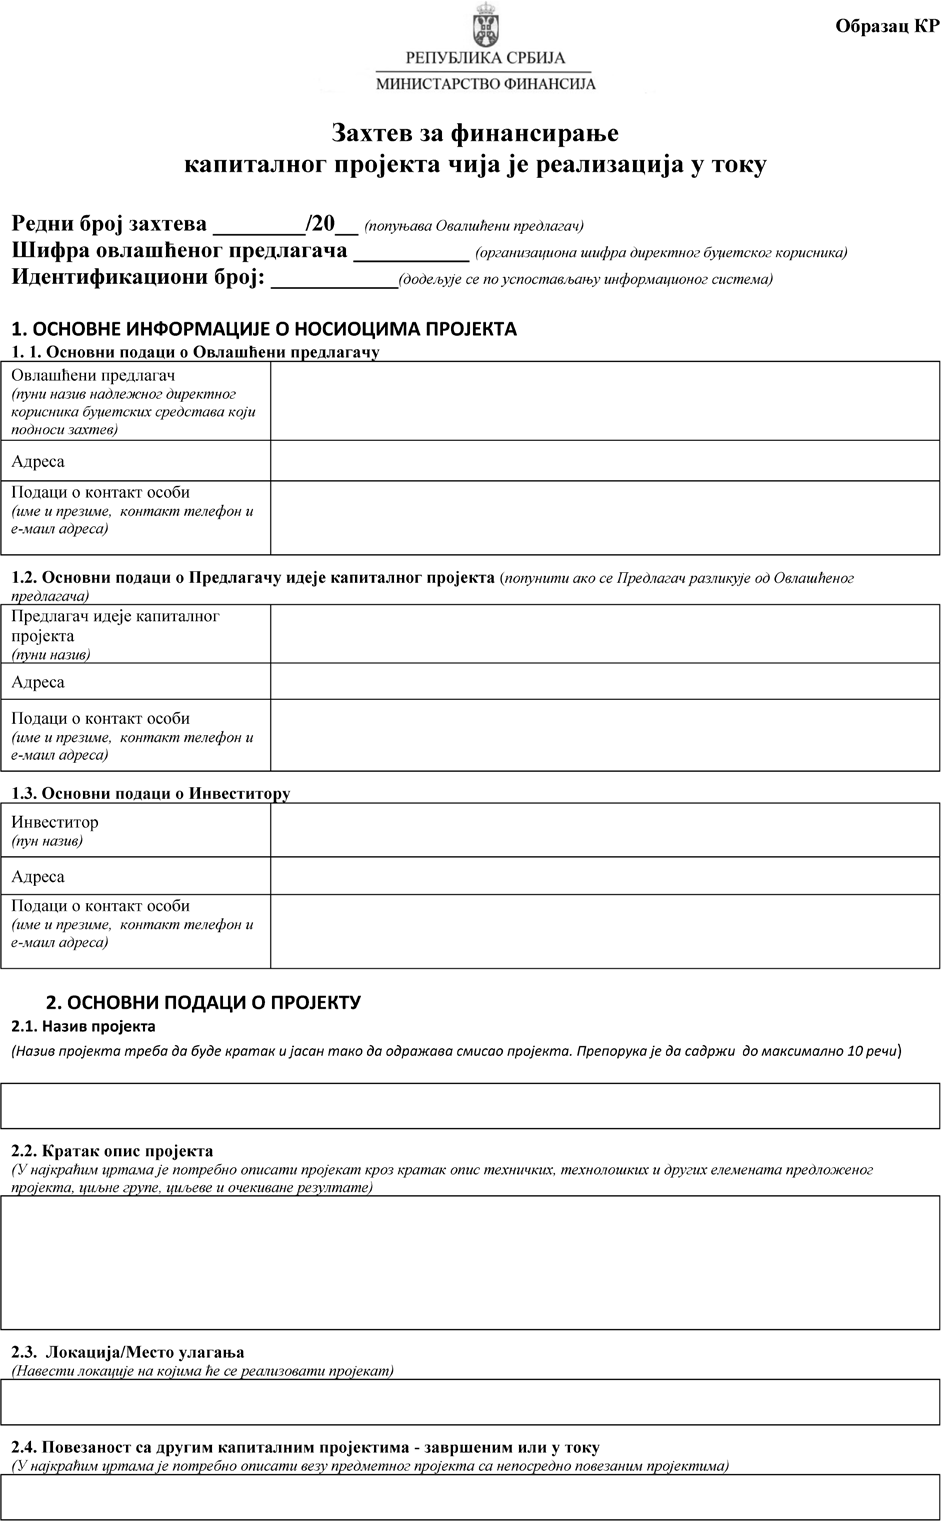 Образац КР
РЕПУБЛИКА СРБИЈА
МИНИСТАРСТВО ФИНАНСИЈА
Захтев за финансирање
капиталног пројекта чија је реализација у току
Редни број захтева ________/20__ (попуњава Овалшћени предлагач)
Шифра овлашћеног предлагача __________ (организациона шифра директног буџетског корисника)
Идентификациони број: ___________(додељује се по успостављању информационог система)
1. ОСНОВНЕ ИНФОРМАЦИЈЕ О НОСИОЦИМА ПРОЈЕКТА
1. 1. Основни подаци о Овлашћени предлагачу
Овлашћени предлагач
(пуни назив надлежног директног
корисника буџетских средстава који
подноси захтев)
Адреса
Подаци о контакт особи
(име и презиме,  контакт телефон и
е-маил адреса)
1.2. Основни подаци о Предлагачу идеје капиталног пројекта (попунити ако се Предлагач разликује од Овлашћеног
предлагача)
Предлагач идеје капиталног
пројекта
(пуни назив)
Адреса
Подаци о контакт особи
(име и презиме,  контакт телефон и
е-маил адреса)
1.3. Основни подаци о Инвеститору
Инвеститор
(пун назив)
Адреса
Подаци о контакт особи
(име и презиме,  контакт телефон и
е-маил адреса)
2. ОСНОВНИ ПОДАЦИ О ПРОЈЕКТУ
2.1. Назив пројекта
(Назив пројекта треба да буде кратак и јасан тако да одражава смисао пројекта. Препорука је да садржи  до максимално 10 речи)
2.2. Кратак опис пројекта
(У најкраћим цртама је потребно описати пројекат кроз кратак опис техничких, технолошких и других елемената предложеног
пројекта, циљне групе, циљеве и очекиване резултате)
2.3.  Локација/Место улагања
(Навести локације на којима ће се реализовати пројекат)
2.4. Повезаност са другим капиталним пројектима - завршеним или у току
(У најкраћим цртама је потребно описати везу предметног пројекта са непосредно повезаним пројектима)